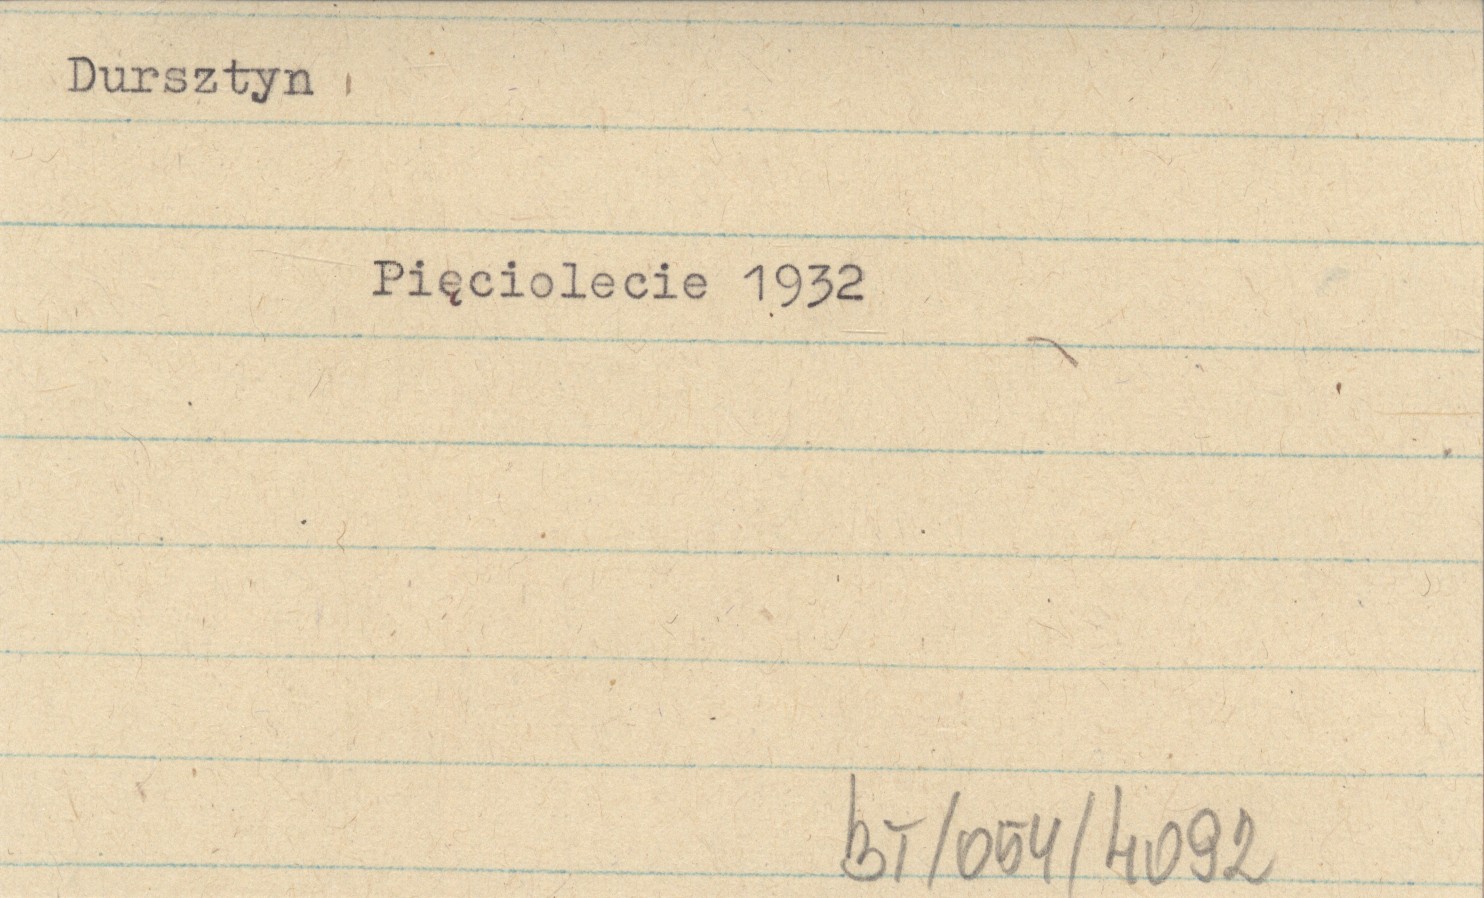 Dursztyn
Pięciolecie 1932
BT/054/4092